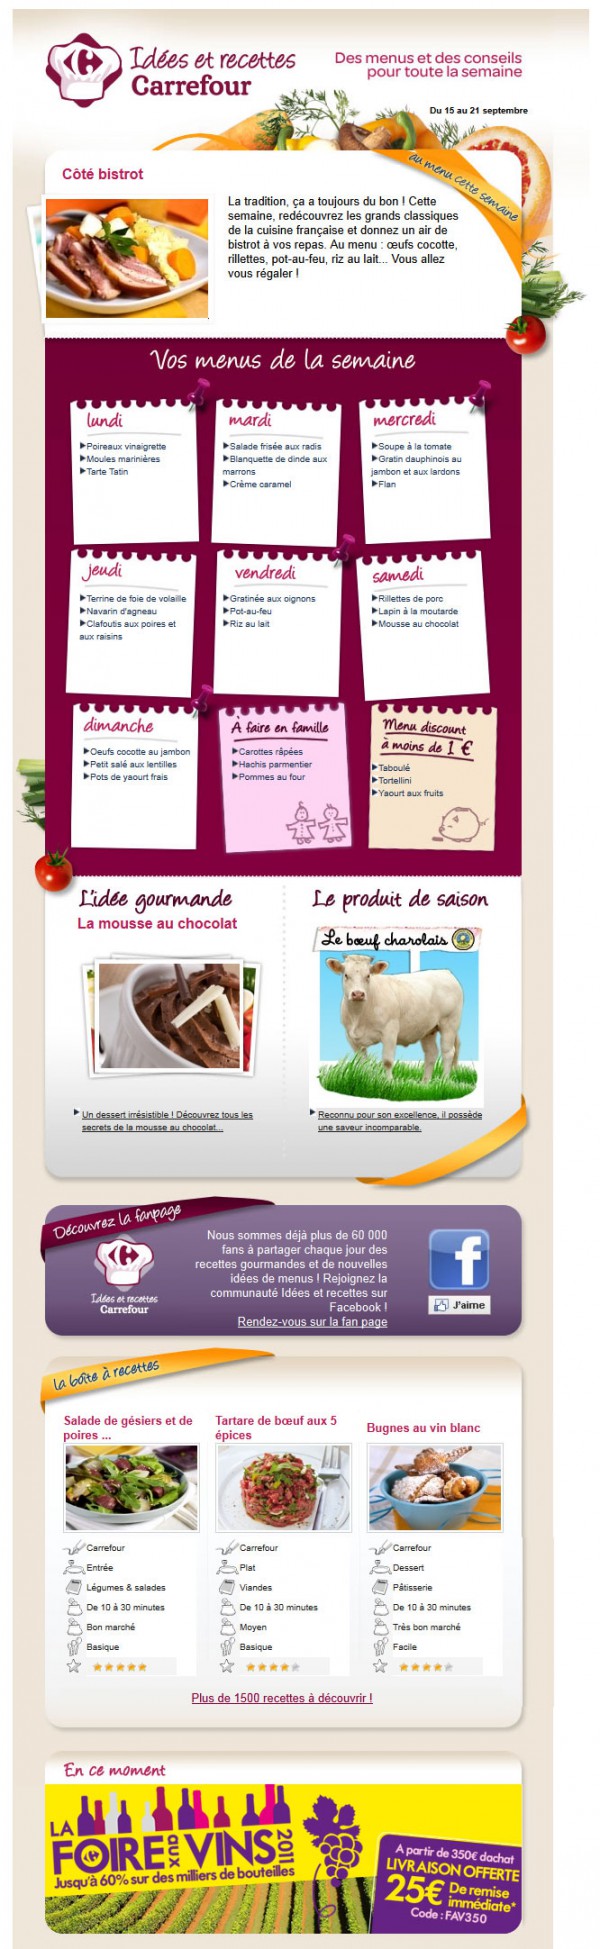 Idées et recettes
Carrefour
Des menus et des conseils
pour toute la semaine
Du 15 au 21 septembre
au menu cette semaine
Côté bistrot
La tradition, ça a toujours du bon ! Cette
semaine, redécouvrez les grands classiques
de la cuisine française et donnez un air de
bistrot à vos repas. Au menu : œufs cocotte,
rillettes, pot-au-feu, riz au lait... Vous allez
vous régaler !
Vos menus de la semaine
lundi
Poireaux vinaigrette
Moules marinières
Tarte Tatin
mardi
Salade frisée aux radis
Blanquette de dinde aux
marrons
Crème caramel
mercredi
Soupe à la tomate
Gratin dauphinois au
jambon et aux lardons
Flan
jeudi
Terrine de foie de volaille
Navarin d'agneau
Clafoutis aux poires et
aux raisins
vendredi
Gratinée aux oignons
Pot-au-feu
Riz au lait
samedi
Rillettes de porc
Lapin à la moutarde
Mousse au chocolat
dimanche
Oeufs cocotte au jambon
Petit salé aux lentilles
Pots de yaourt frais
À faire en famille
Carottes râpées
Hachis parmentier
Pommes au four
Menu discount
à moins de 1 €
Taboulé
Tortellini
Yaourt aux fruits
L'idée gourmande
La mousse au chocolat
Un dessert irrésistible ! Découvrez tous les
secrets de la mousse au chocolat...
Le produit de saison
Le bœuf charolais
Reconnu pour son excellence, il possède
une saveur incomparable.
Découvrez la fanpage
Idées et recettes
Carrefour
Nous sommes déjà plus de 60 000
fans à partager chaque jour des
recettes gourmandes et de nouvelles
idées de menus ! Rejoignez la
communauté Idées et recettes sur
Facebook !
Rendez-vous sur la fan page
f
J'aime
la boîte à recettes
Salade de gésiers et de
poires ...
Carrefour
Entrée
Légumes & salades
De 10 à 30 minutes
Bon marché
Basique
Tartare de bœuf aux 5
épices
Carrefour
Plat
Viandes
De 10 à 30 minutes
Moyen
Basique
Bugnes au vin blanc
Carrefour
Dessert
Pâtisserie
De 10 à 30 minutes
Très bon marché
Facile
Plus de 1500 recettes à découvrir !
En ce moment
LA
FOIRE AUX VINS 2011
Jusqu'à 60% sur des milliers de bouteilles
A partir de 350€ dachat
LIVRAISON OFFERTE
25€ De remise
immédiate*
Code : FAV350